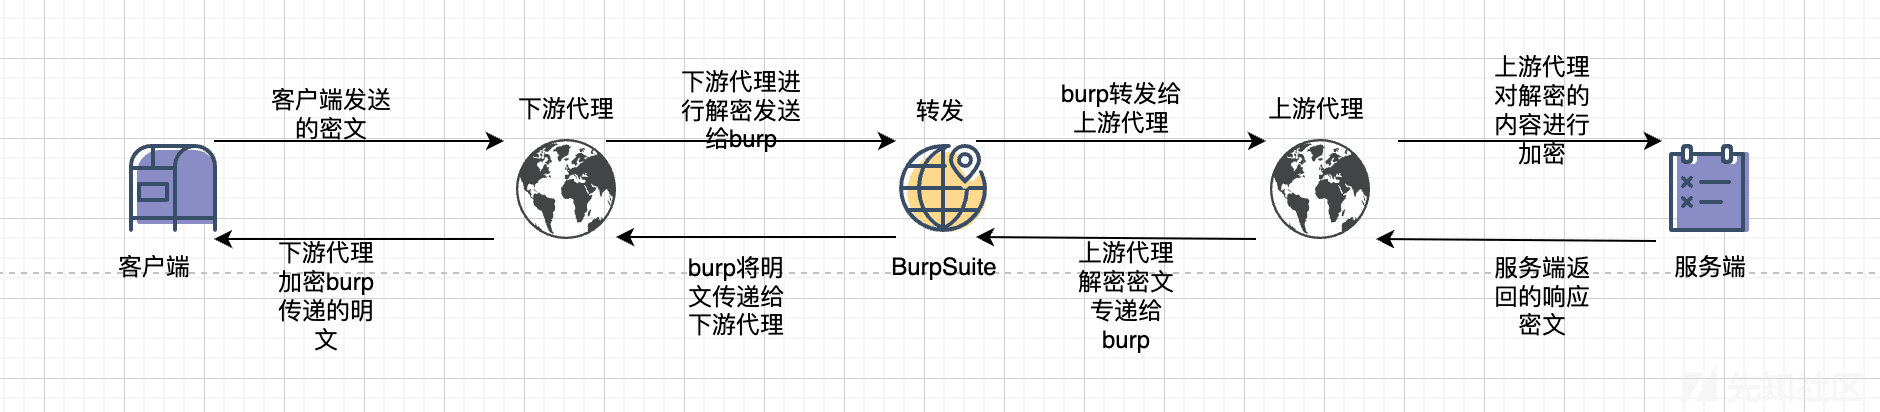 客户端发送
的密文
下游代理
下游代理进
行解密发送
给burp
转发
burp转发给
上游代理
上游代理
上游代理
对解密的
内容进行
加密
客户端
下游代理
加密burp
传递的明
文
burp将明
文传递给
下游代理
BurpSuite
上游代理
解密密文
专递给
burp
服务端返
回的响应
密文
服务端
先知社区